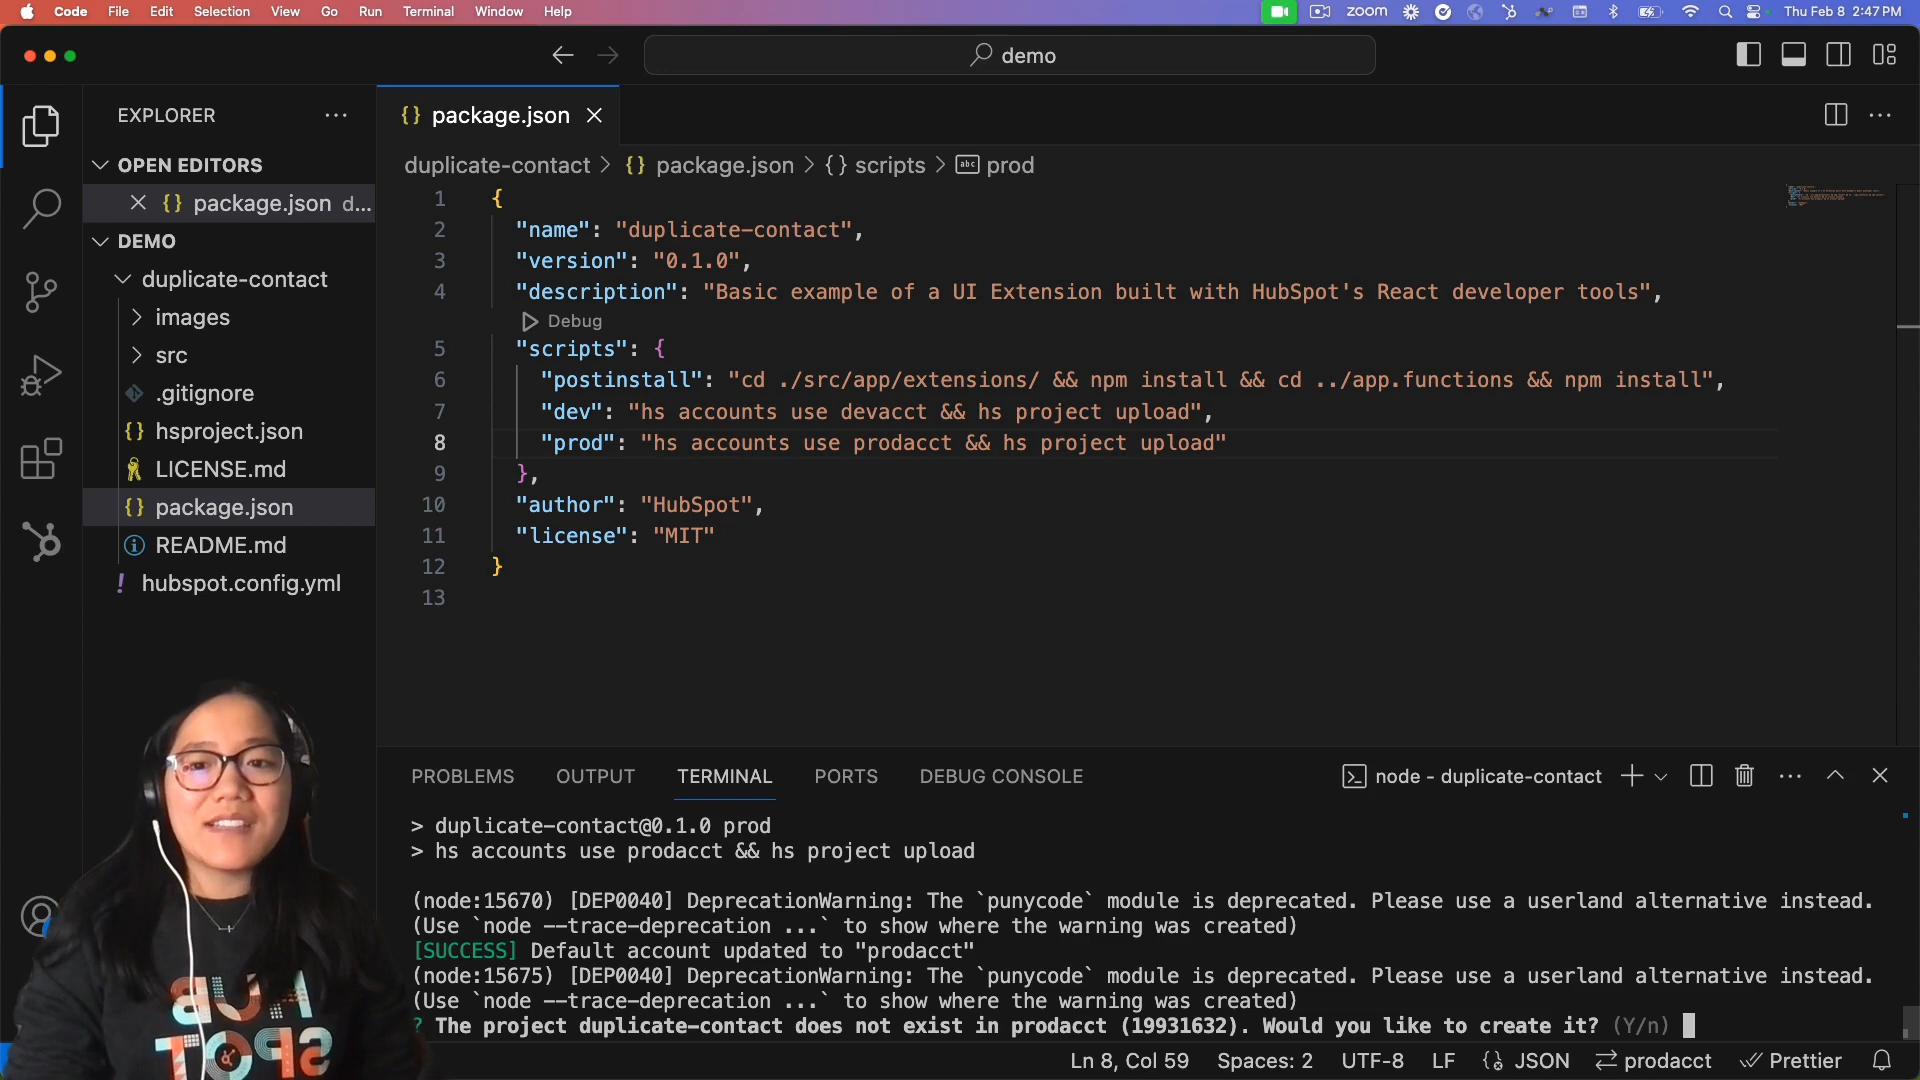 Code File Edit Selection View Go Run Terminal Window Help
zoom
Thu Feb 8 2:47 PM
demo
EXPLORER
OPEN EDITORS
package.json d...
DEMO
duplicate-contact
images
src
.gitignore
hsproject.json
LICENSE.md
package.json
README.md
hubspot.config.yml
package.json
duplicate-contact > {} package.json > {} scripts > abc prod
1 {
2 "name": "duplicate-contact",
3 "version": "0.1.0",
4 "description": "Basic example of a UI Extension built with HubSpot's React developer tools",
Debug
5 "scripts": {
6 "postinstall": "cd ./src/app/extensions/ && npm install && cd ../app.functions && npm install",
7 "dev": "hs accounts use devacct && hs project upload",
8 "prod": "hs accounts use prodacct && hs project upload"
9 },
10 "author": "HubSpot",
11 "license": "MIT"
12 }
13
PROBLEMS OUTPUT TERMINAL PORTS DEBUG CONSOLE
node - duplicate-contact
> duplicate-contact@0.1.0 prod
> hs accounts use prodacct && hs project upload
(node:15670) [DEP0040] DeprecationWarning: The `punycode` module is deprecated. Please use a userland alternative instead.
(Use `node --trace-deprecation ...` to show where the warning was created)
[SUCCESS] Default account updated to "prodacct"
(node:15675) [DEP0040] DeprecationWarning: The `punycode` module is deprecated. Please use a userland alternative instead.
(Use `node --trace-deprecation ...` to show where the warning was created)
? The project duplicate-contact does not exist in prodacct (19931632). Would you like to create it? (Y/n)
Ln 8, Col 59 Spaces: 2 UTF-8 LF {} JSON prodacct Prettier
HUB
SPOT